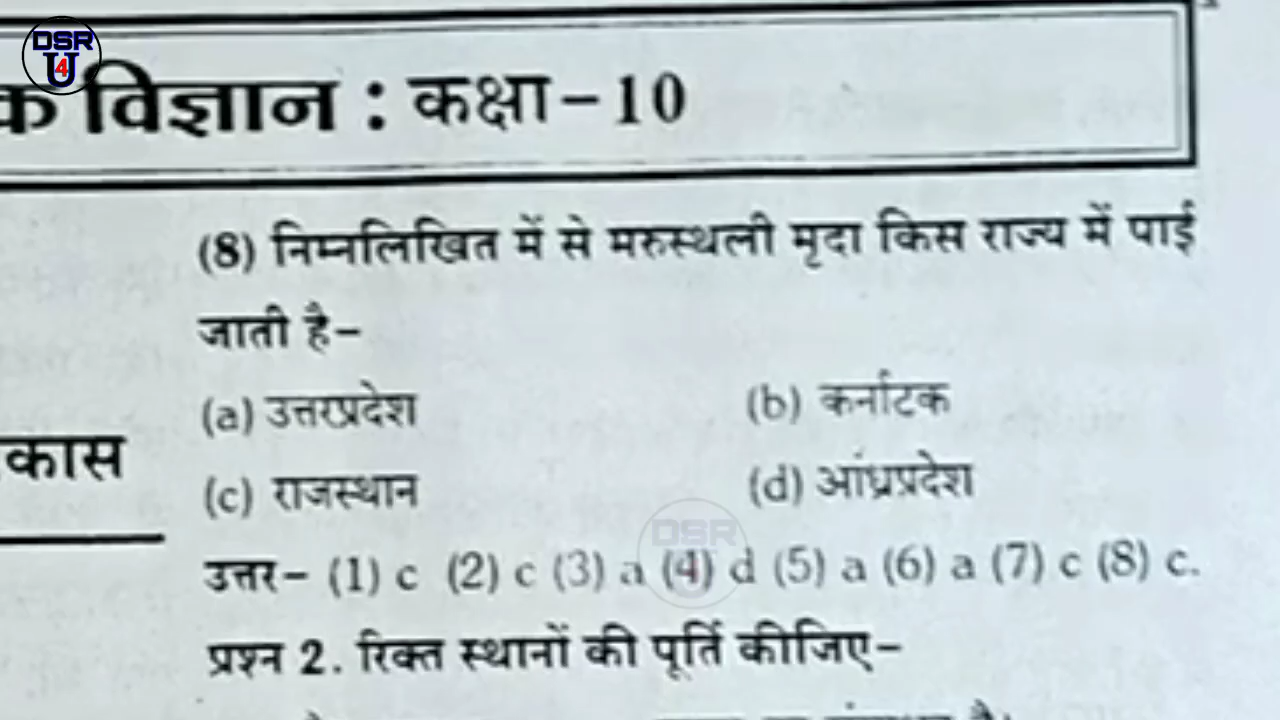 DSR
U
4
क विज्ञान : कक्षा-10
(8) निम्नलिखित में से मरुस्थली मृदा किस राज्य में पाई
जाती है-
(a) उत्तरप्रदेश (b) कर्नाटक
कास
(c) राजस्थान (d) आंध्रप्रदेश
उत्तर- (1) c (2) c (3) a (4) d (5) a (6) a (7) c (8) c.
DSR
प्रश्न 2. रिक्त स्थानों की पूर्ति कीजिए-